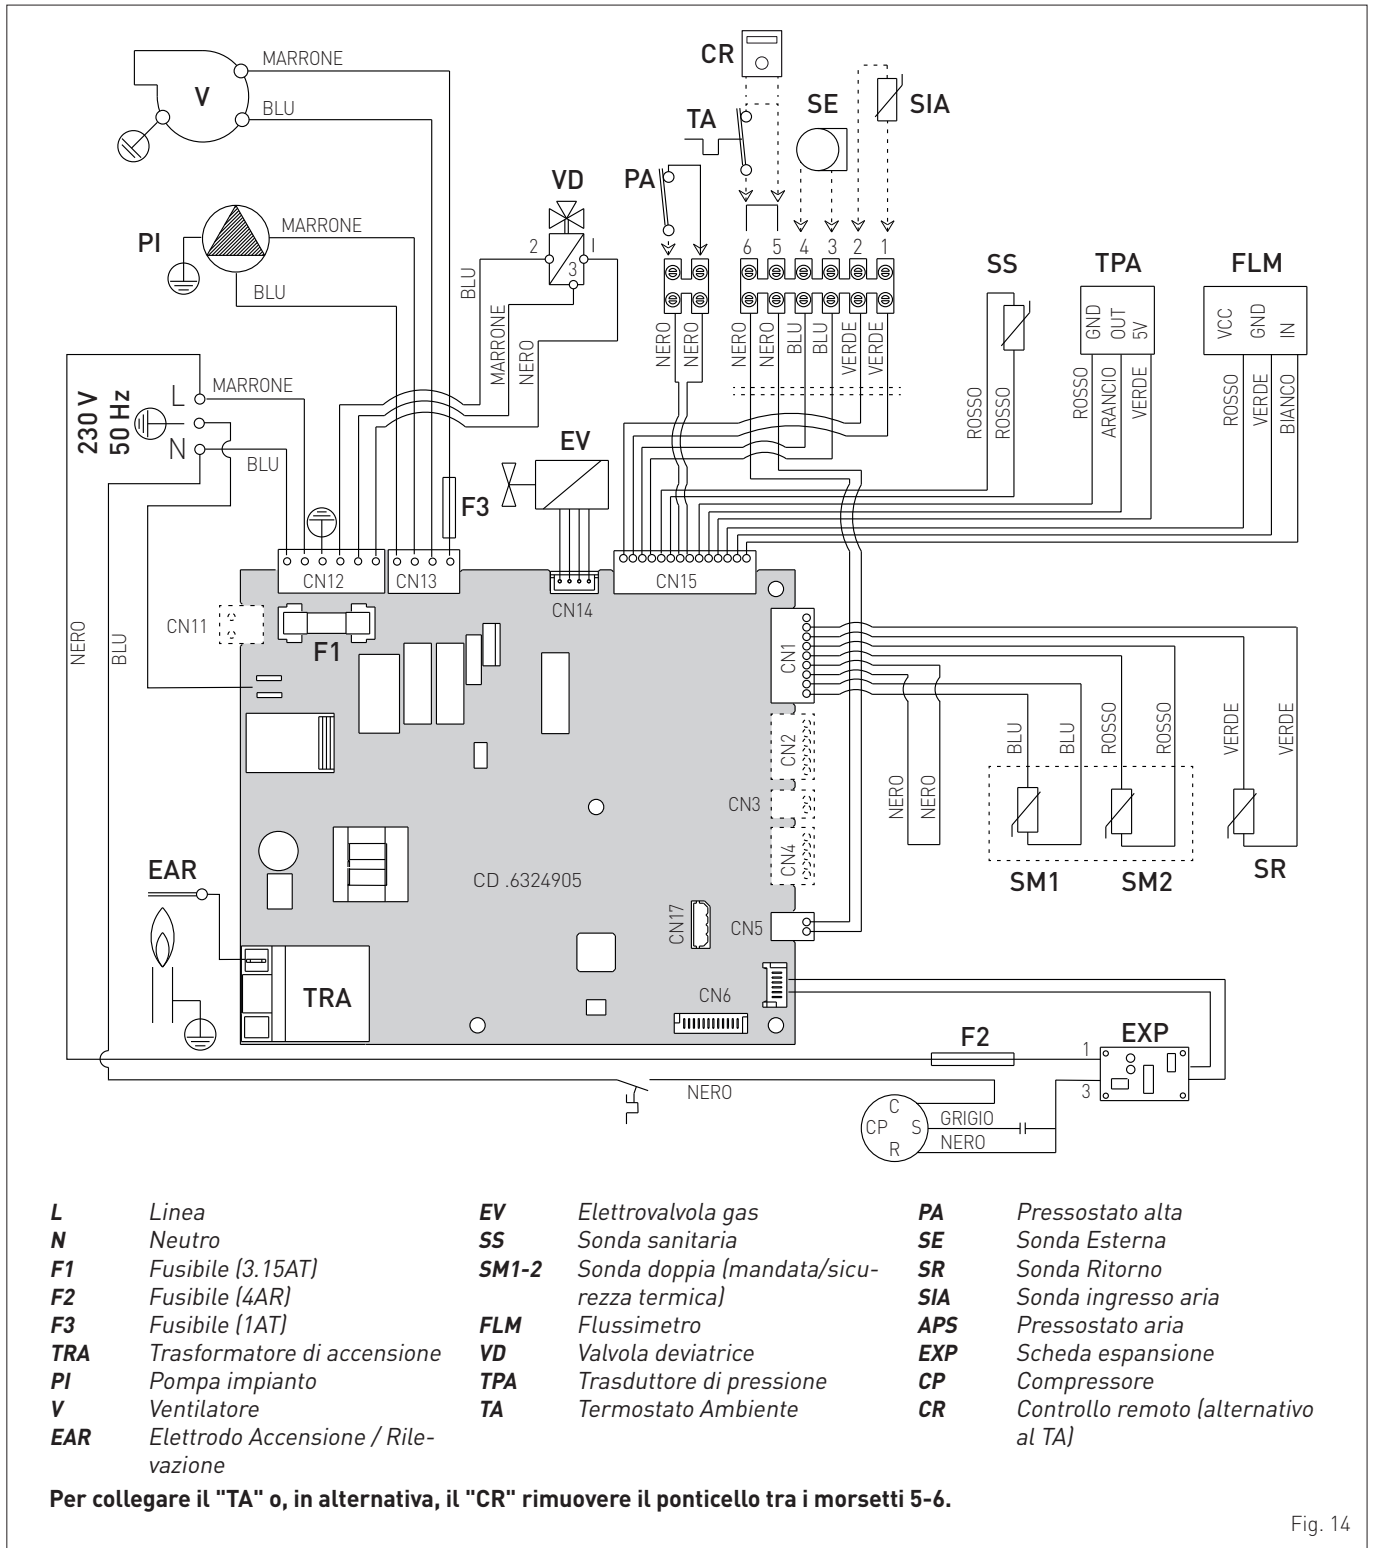 MARRONE
V
BLU
PI
MARRONE
BLU
VD
2
I
3
BLU
MARRONE
NERO
CR
TA
SE
SIA
PA
6 5 4 3 2 1
NERO
NERO
NERO
NERO
BLU
BLU
VERDE
VERDE
SS
ROSSO
ROSSO
TPA
GND
OUT
5V
ROSSO
ARANCIO
VERDE
FLM
VCC
GND
IN
ROSSO
VERDE
BIANCO
230 V
50 Hz
L
MARRONE
N
BLU
EV
F3
CN12
CN13
CN14
CN15
CN11
F1
NERO
BLU
CN1
CN2
CN3
CN4
CN5
CN17
CN6
CD .6324905
NERO
NERO
BLU
BLU
ROSSO
ROSSO
VERDE
VERDE
SM1
SM2
SR
EAR
TRA
F2
EXP
1
3
NERO
C
CP
S
R
GRIGIO
NERO
L Linea
N Neutro
F1 Fusibile (3.15AT)
F2 Fusibile (4AR)
F3 Fusibile (1AT)
TRA Trasformatore di accensione
PI Pompa impianto
V Ventilatore
EAR Elettrodo Accensione / Rile-
vazione
EV Elettrovalvola gas
SS Sonda sanitaria
SM1-2 Sonda doppia (mandata/sicu-
rezza termica)
FLM Flussimetro
VD Valvola deviatrice
TPA Trasduttore di pressione
TA Termostato Ambiente
PA Pressostato alta
SE Sonda Esterna
SR Sonda Ritorno
SIA Sonda ingresso aria
APS Pressostato aria
EXP Scheda espansione
CP Compressore
CR Controllo remoto (alternativo
al TA)
Per collegare il "TA" o, in alternativa, il "CR" rimuovere il ponticello tra i morsetti 5-6.
Fig. 14